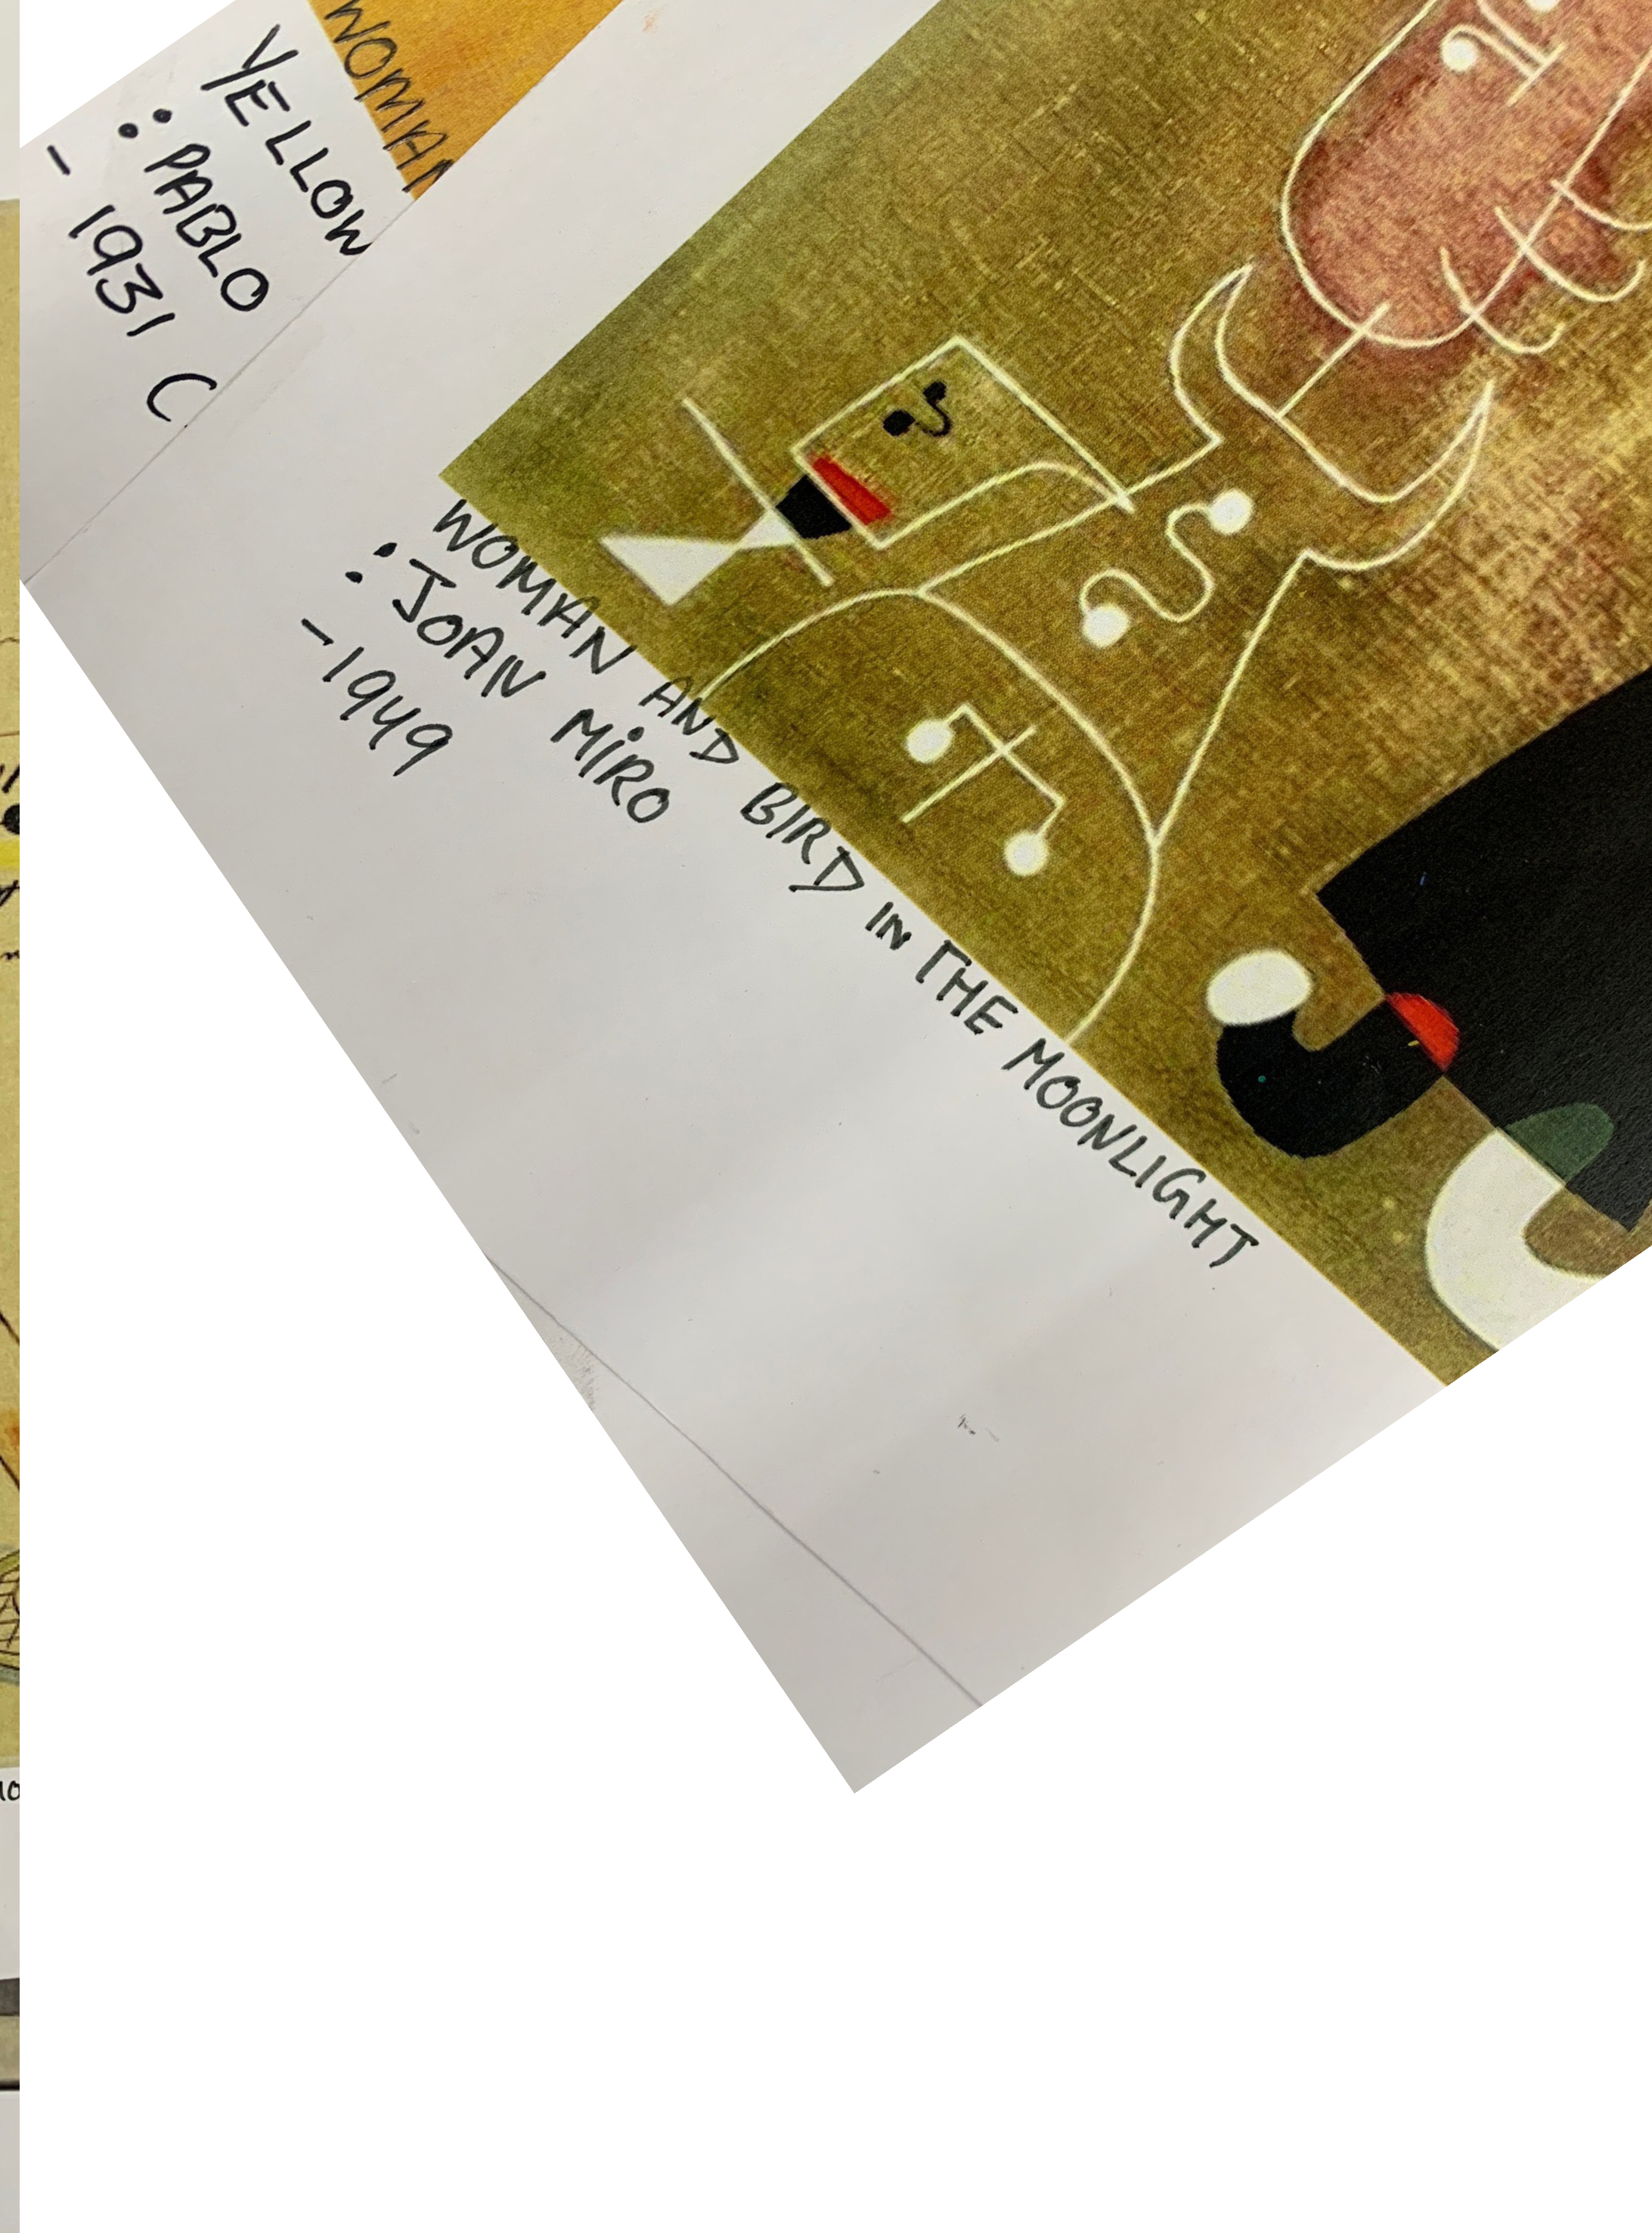 WOMAN
YELLOW
: PABLO
- 1931 C
WOMAN AND BIRD IN THE MOONLIGHT
: JOAN MIRO
- 1949